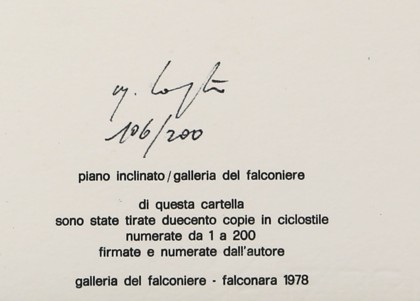 106/200
piano inclinato/galleria del falconiere
di questa cartella
sono state tirate duecento copie in ciclostile
numerate da 1 a 200
firmate e numerate dall'autore
galleria del falconiere - falconara 1978